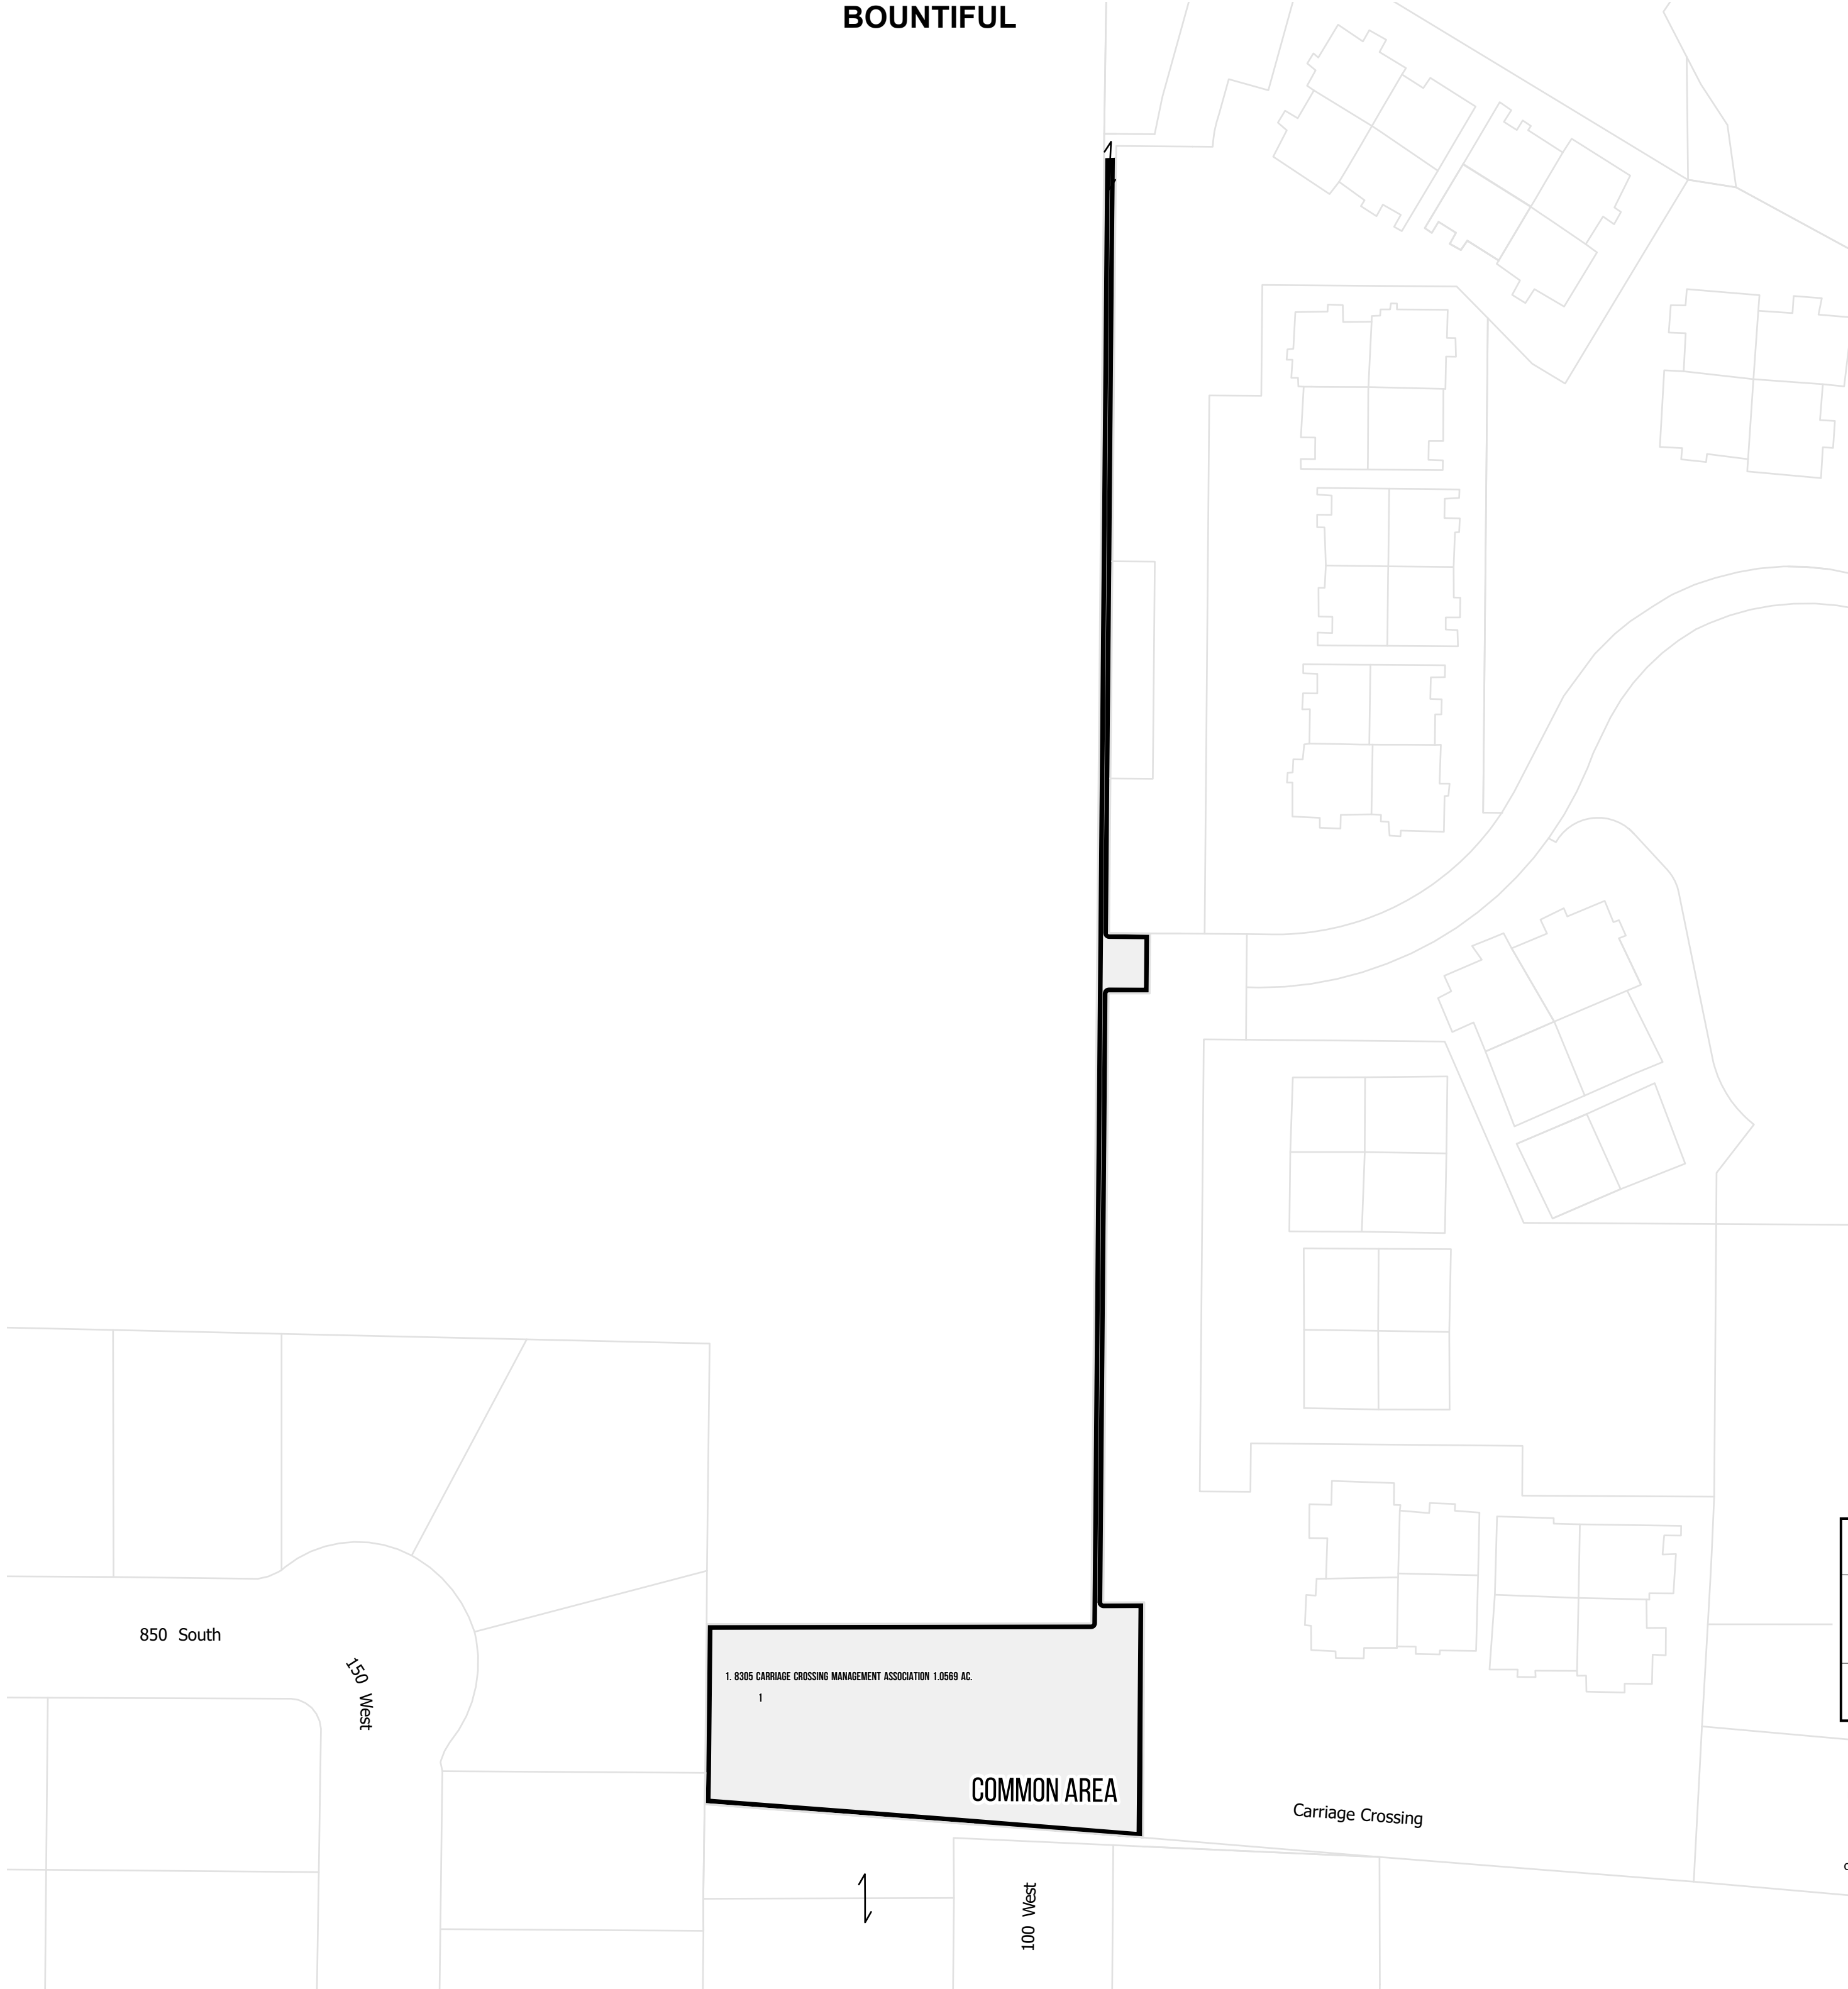 BOUNTIFUL
850 South
150 West
1. 8305 CARRIAGE CROSSING MANAGEMENT ASSOCIATION 1.0569 AC.
1
COMMON AREA
Carriage Crossing
100 West